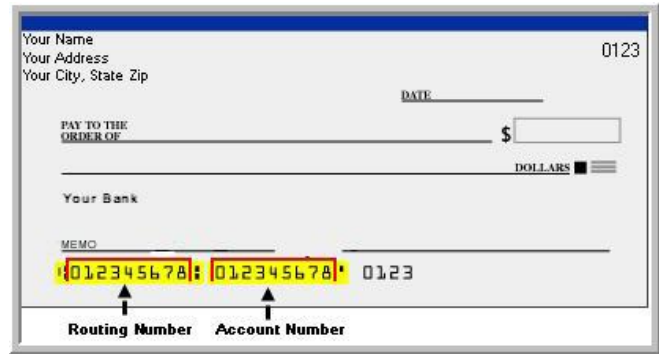 Your Name
Your Address
Your City, State Zip
0123
DATE
PAY TO THE
ORDER OF
$
DOLLARS
Your Bank
MEMO
⑆012345678⑆ 012345678⑈ 0123
Routing Number Account Number